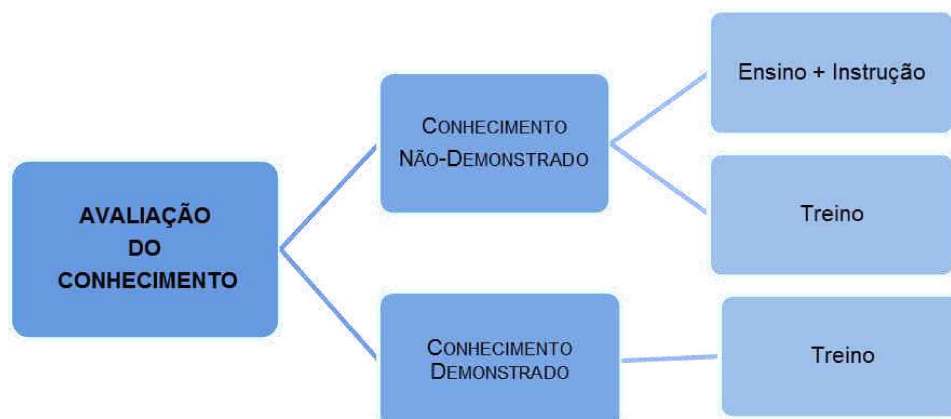 AVALIAÇÃO
DO
CONHECIMENTO
CONHECIMENTO
NÃO-DEMONSTRADO
CONHECIMENTO
DEMONSTRADO
Ensino + Instrução
Treino
Treino